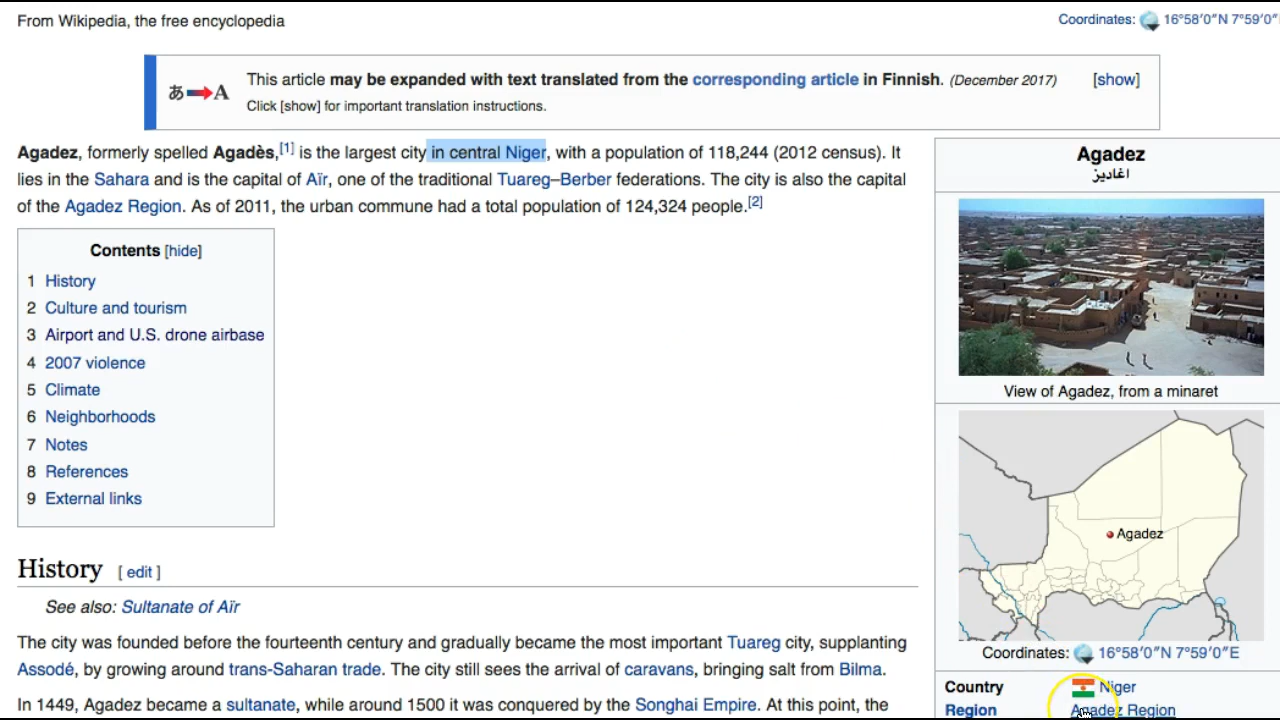 From Wikipedia, the free encyclopedia
Coordinates: 16°58′0″N 7°59′0″
あ A
This article may be expanded with text translated from the corresponding article in Finnish. (December 2017) [show]
Click [show] for important translation instructions.
Agadez, formerly spelled Agadès,[1] is the largest city in central Niger, with a population of 118,244 (2012 census). It
lies in the Sahara and is the capital of Aïr, one of the traditional Tuareg–Berber federations. The city is also the capital
of the Agadez Region. As of 2011, the urban commune had a total population of 124,324 people.[2]
Contents [hide]
1 History
2 Culture and tourism
3 Airport and U.S. drone airbase
4 2007 violence
5 Climate
6 Neighborhoods
7 Notes
8 References
9 External links
History [ edit ]
See also: Sultanate of Aïr
The city was founded before the fourteenth century and gradually became the most important Tuareg city, supplanting
Assodé, by growing around trans-Saharan trade. The city still sees the arrival of caravans, bringing salt from Bilma.
In 1449, Agadez became a sultanate, while around 1500 it was conquered by the Songhai Empire. At this point, the
Agadez
اغاديز
View of Agadez, from a minaret
Agadez
Coordinates: 16°58′0″N 7°59′0″E
Country Niger
Region Agadez Region